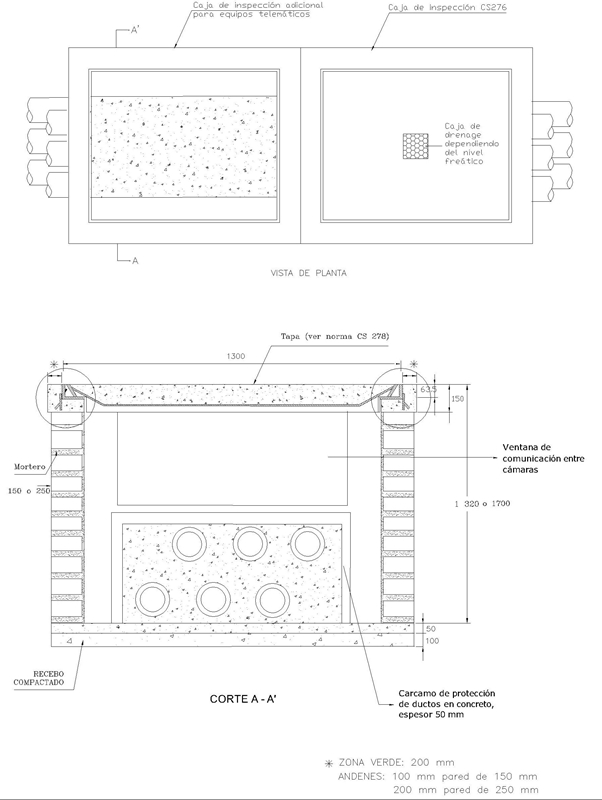 Caja de inspección adicional
para equipos telemáticos
Caja de inspección CS276
A'
Caja de
drenage
dependiendo
del nivel
freático
A
VISTA DE PLANTA
Tapa (ver norma CS 278)
*
1300
*
63.5
150
Ventana de
comunicación entre
cámaras
Mortero
150 o 250
1 320 o 1700
50
100
RECEBO
COMPACTADO
CORTE A - A'
Carcamo de protección
de ductos en concreto,
espesor 50 mm
* ZONA VERDE: 200 mm
ANDENES: 100 mm pared de 150 mm
200 mm pared de 250 mm